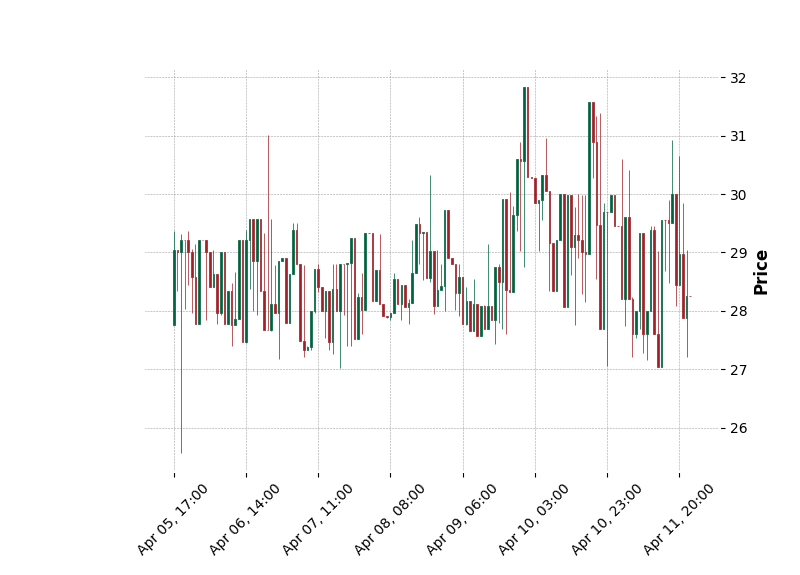 32
31
30
29
28
27
26
Price
Apr 05, 17:00
Apr 06, 14:00
Apr 07, 11:00
Apr 08, 08:00
Apr 09, 06:00
Apr 10, 03:00
Apr 10, 23:00
Apr 11, 20:00